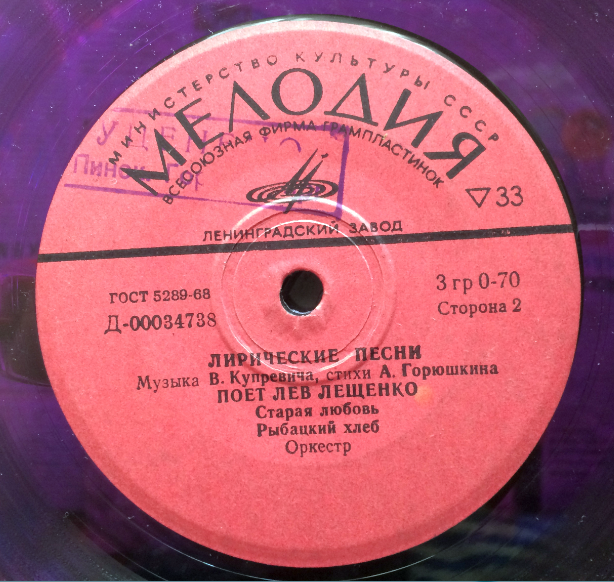 МИНИСТЕРСТВО КУЛЬТУРЫ СССР
МЕЛОДИЯ
ВСЕСОЮЗНАЯ ФИРМА ГРАМПЛАСТИНОК
▽33
ЛЕНИНГРАДСКИЙ ЗАВОД
ГОСТ 5289-68
Д-00034738
3 гр 0-70
Сторона 2
ЛИРИЧЕСКИЕ ПЕСНИ
Музыка В. Купревича, стихи А. Горюшкина
ПОЕТ ЛЕВ ЛЕЩЕНКО
Старая любовь
Рыбацкий хлеб
Оркестр